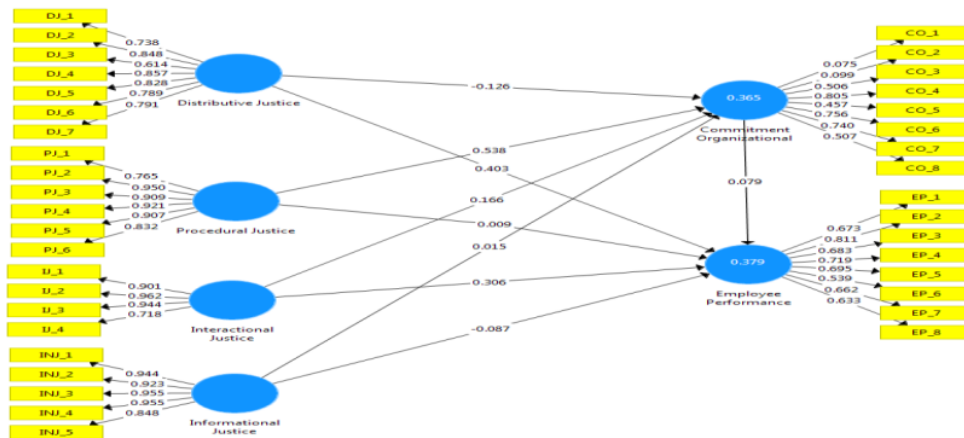 DJ_1
DJ_2
DJ_3
DJ_4
DJ_5
DJ_6
DJ_7
0.738
0.848
0.614
0.857
0.828
0.789
0.791
Distributive Justice
PJ_1
PJ_2
PJ_3
PJ_4
PJ_5
PJ_6
0.765
0.950
0.909
0.921
0.907
0.832
Procedural Justice
IJ_1
IJ_2
IJ_3
IJ_4
0.901
0.962
0.944
0.718
Interactional
Justice
INJ_1
INJ_2
INJ_3
INJ_4
INJ_5
0.944
0.923
0.955
0.955
0.848
Informational
Justice
-0.126
0.538
0.403
0.166
0.009
0.015
0.306
-0.087
0.365
Commitment
Organizational
0.079
0.379
Employee
Performance
0.075
0.099
0.506
0.805
0.457
0.756
0.740
0.507
CO_1
CO_2
CO_3
CO_4
CO_5
CO_6
CO_7
CO_8
0.673
0.811
0.683
0.719
0.695
0.539
0.662
0.633
EP_1
EP_2
EP_3
EP_4
EP_5
EP_6
EP_7
EP_8